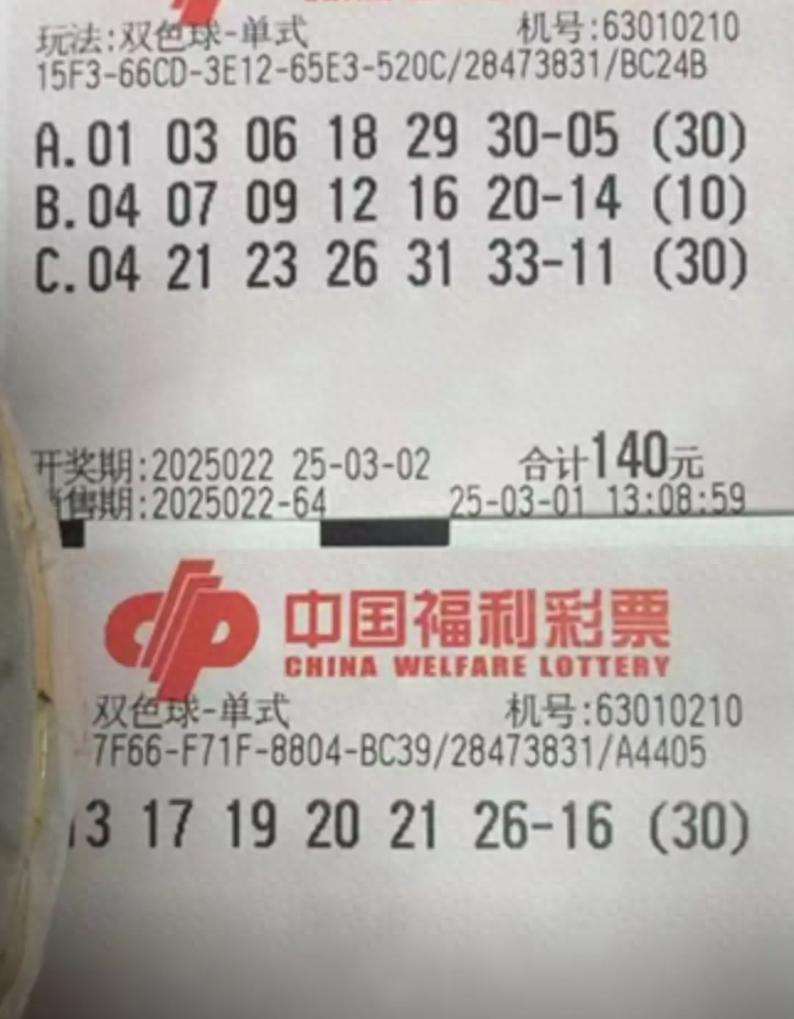 玩法:双色球-单式 机号:63010210
15F3-66CD-3E12-65E3-520C/28473831/BC24B
A.01 03 06 18 29 30-05 (30)
B.04 07 09 12 16 20-14 (10)
C.04 21 23 26 31 33-11 (30)
开奖期:2025022 25-03-02 合计140元
销售期:2025022-64 25-03-01 13:08:59
中国福利彩票
CHINA WELFARE LOTTERY
双色球-单式 机号:63010210
7F66-F71F-8804-BC39/28473831/A4405
13 17 19 20 21 26-16 (30)